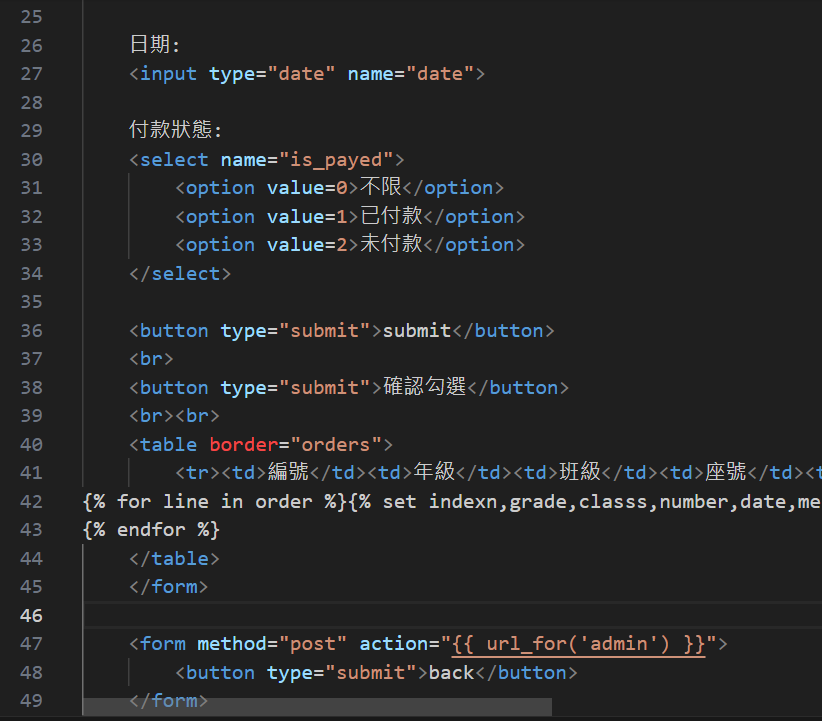 25
26 日期:
27 <input type="date" name="date">
28
29 付款狀態:
30 <select name="is_payed">
31 <option value=0>不限</option>
32 <option value=1>已付款</option>
33 <option value=2>未付款</option>
34 </select>
35
36 <button type="submit">submit</button>
37 <br>
38 <button type="submit">確認勾選</button>
39 <br><br>
40 <table border="orders">
41 <tr><td>編號</td><td>年級</td><td>班級</td><td>座號</td><t
42 {% for line in order %}{% set indexn,grade,classs,number,date,me
43 {% endfor %}
44 </table>
45 </form>
46
47 <form method="post" action="{{ url_for('admin') }}">
48 <button type="submit">back</button>
49 </form>